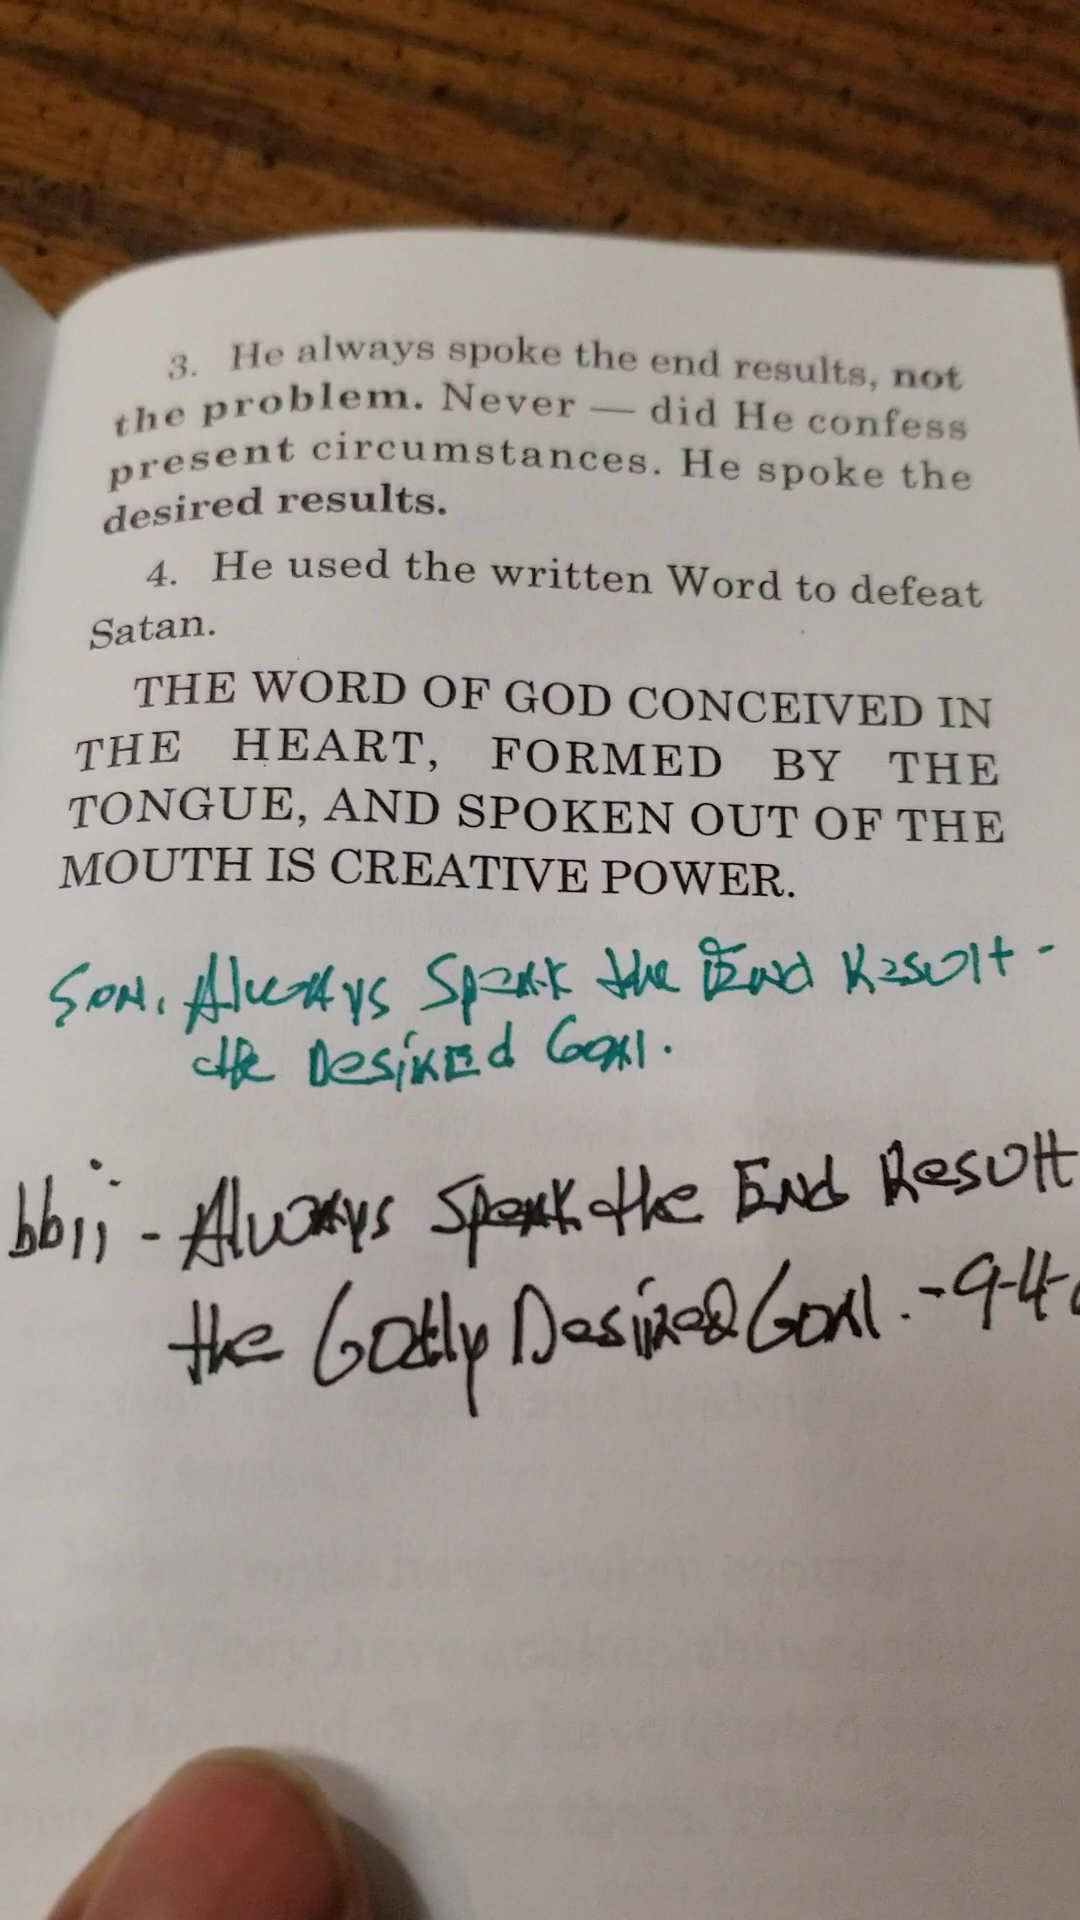 3. He always spoke the end results, not
the problem. Never — did He confess
present circumstances. He spoke the
desired results.
4. He used the written Word to defeat
Satan.
THE WORD OF GOD CONCEIVED IN
THE HEART, FORMED BY THE
TONGUE, AND SPOKEN OUT OF THE
MOUTH IS CREATIVE POWER.
Son, Always Speak the End Result -
the Desired Goal.
- Always Speak the End Result
the Godly Desired Goal. - 9-4-